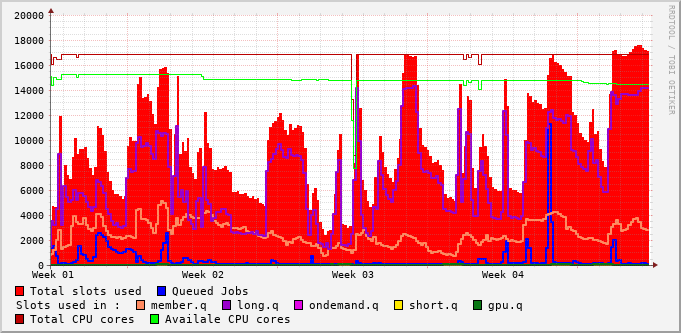 20000
18000
16000
14000
12000
10000
8000
6000
4000
2000
0
Week 01 Week 02 Week 03 Week 04
RRDTOOL / TOBI OETIKER
Total slots used Queued Jobs
Slots used in : member.q long.q ondemand.q short.q gpu.q
Total CPU cores Availale CPU cores